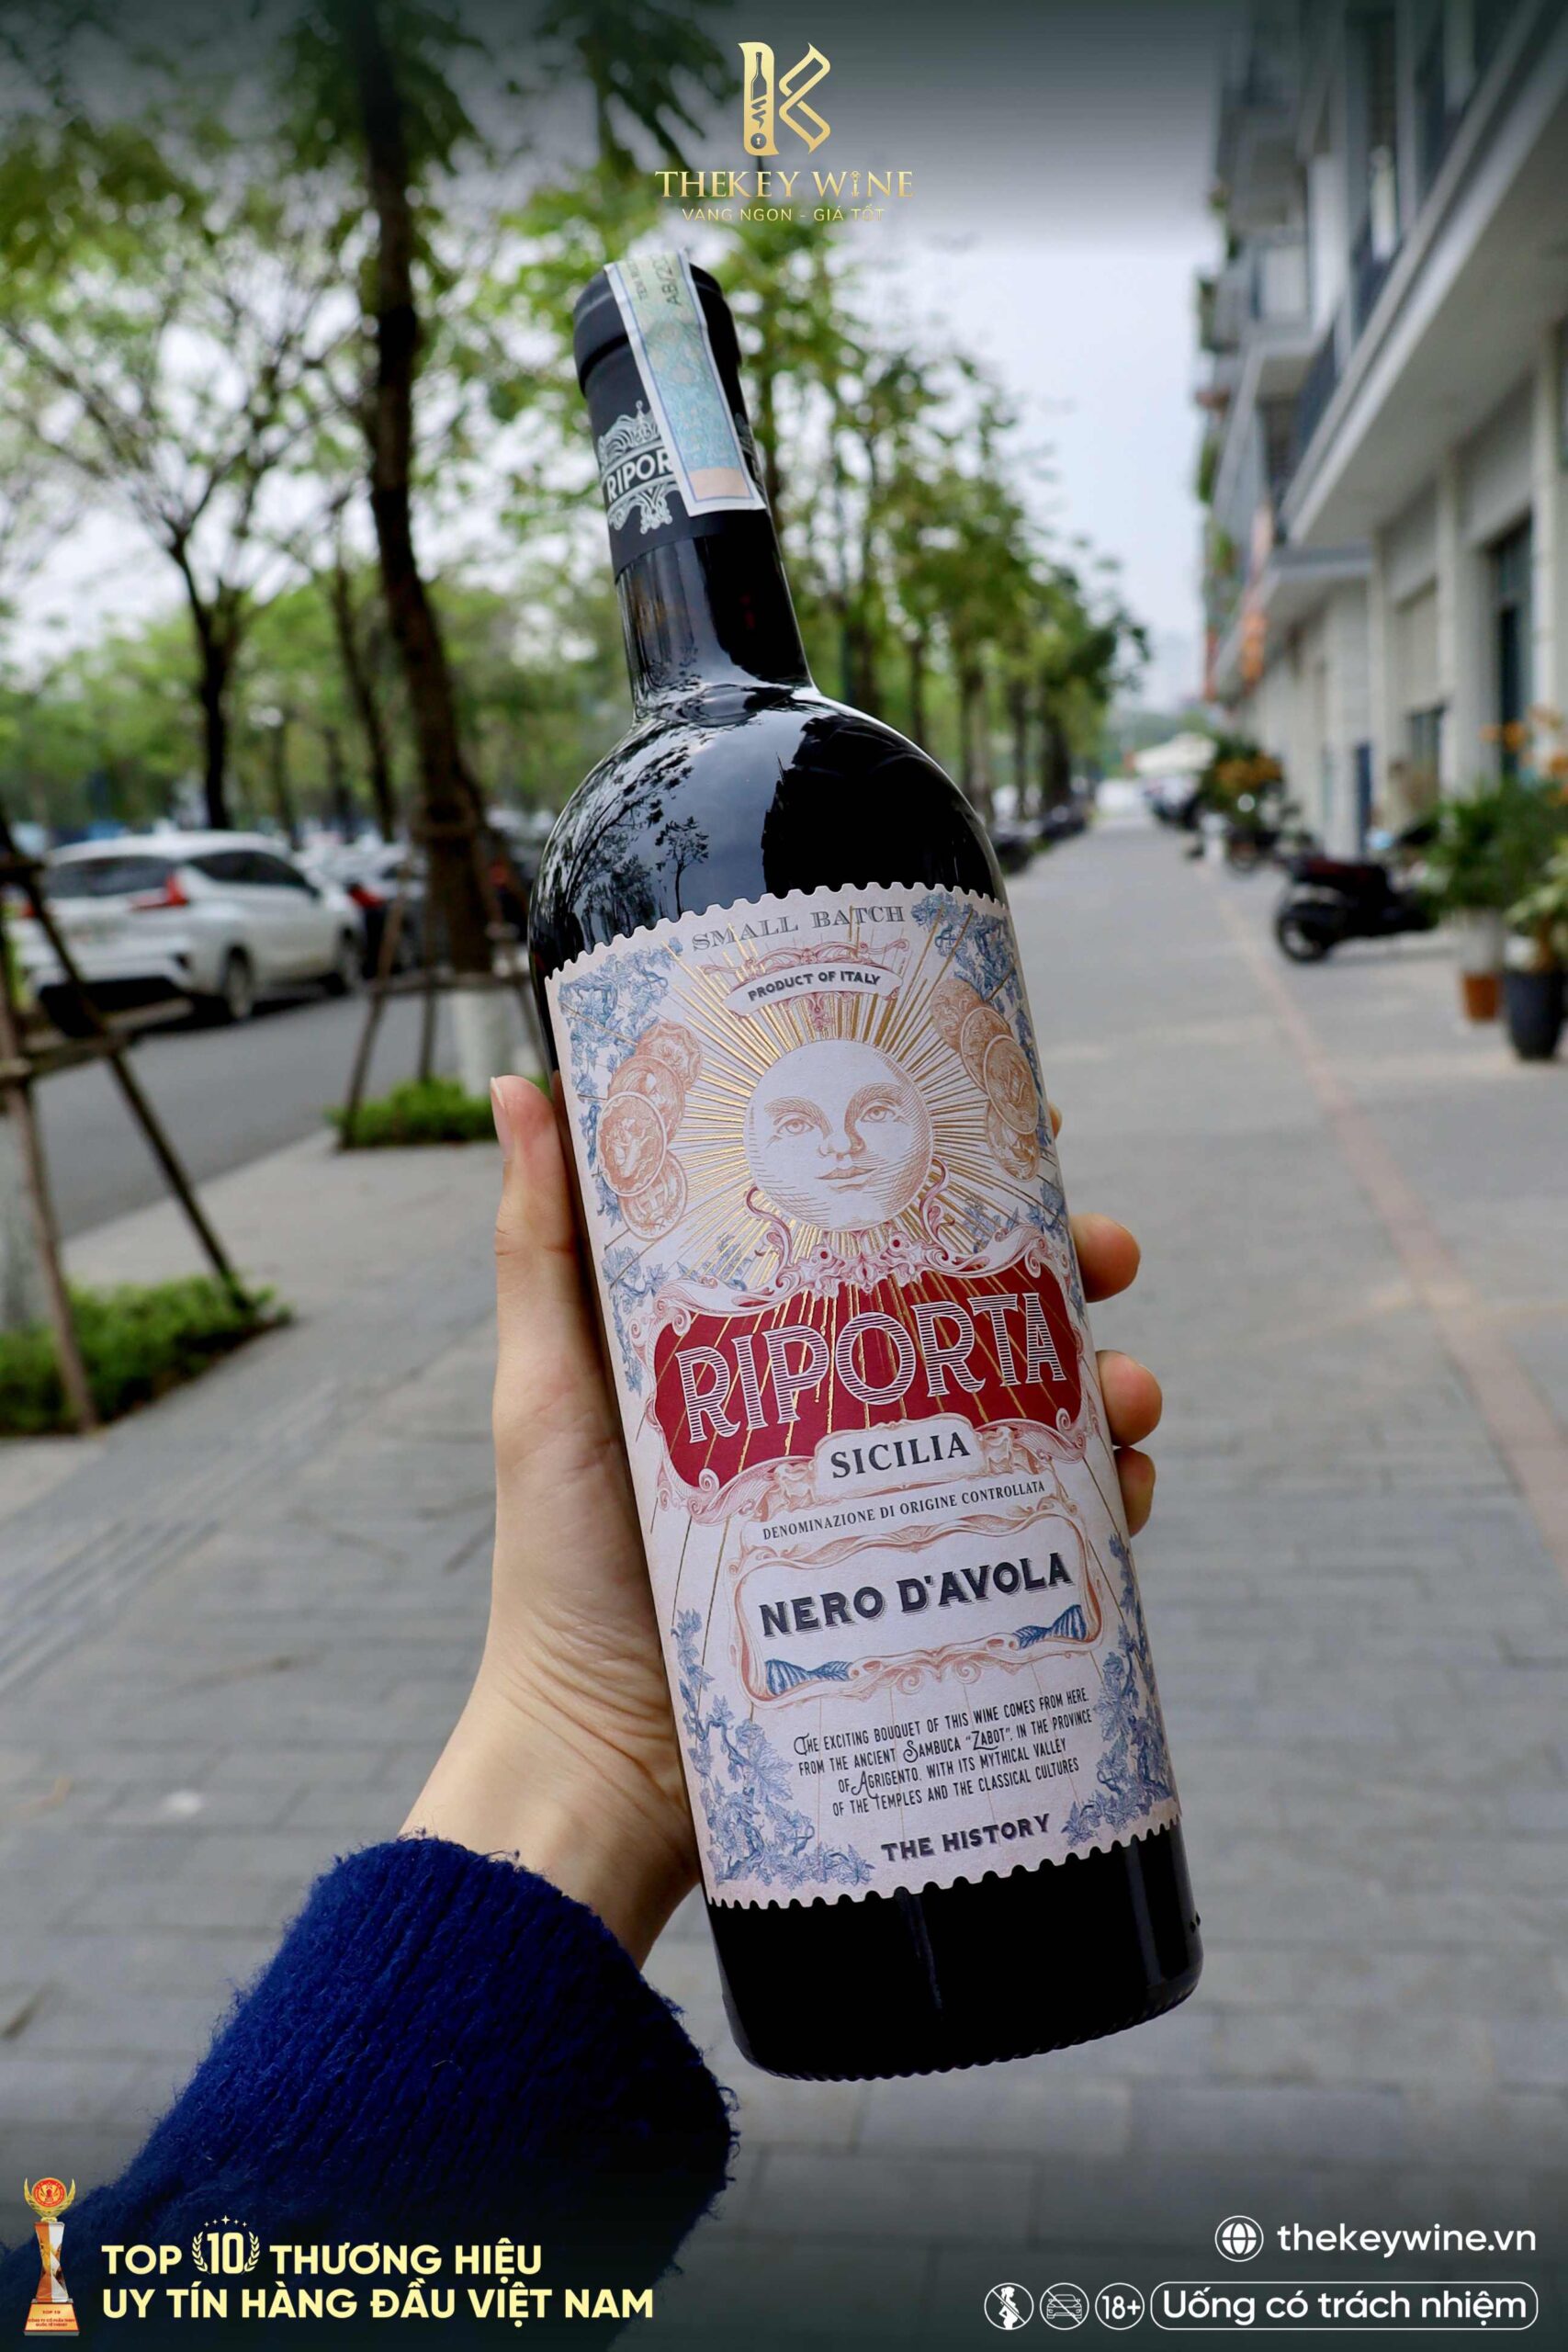 THEKEY WINE
VANG NGON - GIÁ TỐT
RIPOR
SMALL BATCH
PRODUCT OF ITALY
RIPORTA
SICILIA
DENOMINAZIONE DI ORIGINE CONTROLLATA
NERO D'AVOLA
THE EXCITING BOUQUET OF THIS WINE COMES FROM HERE,
FROM THE ANCIENT SAMBUCA "ZABOT", IN THE PROVINCE
OF AGRIGENTO, WITH ITS MYTHICAL VALLEY
OF THE TEMPLES AND THE CLASSICAL CULTURES
THE HISTORY
TOP 10 THƯƠNG HIỆU
UY TÍN HÀNG ĐẦU VIỆT NAM
thekeywine.vn
18+ Uống có trách nhiệm